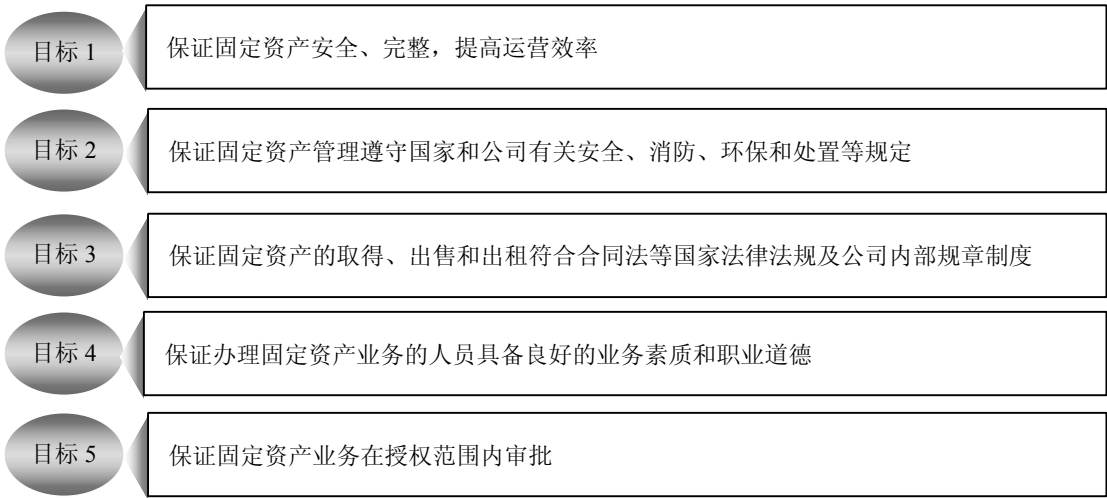 目标 1
保证固定资产安全、完整，提高运营效率
目标 2
保证固定资产管理遵守国家和公司有关安全、消防、环保和处置等规定
目标 3
保证固定资产的取得、出售和出租符合合同法等国家法律法规及公司内部规章制度
目标 4
保证办理固定资产业务的人员具备良好的业务素质和职业道德
目标 5
保证固定资产业务在授权范围内审批